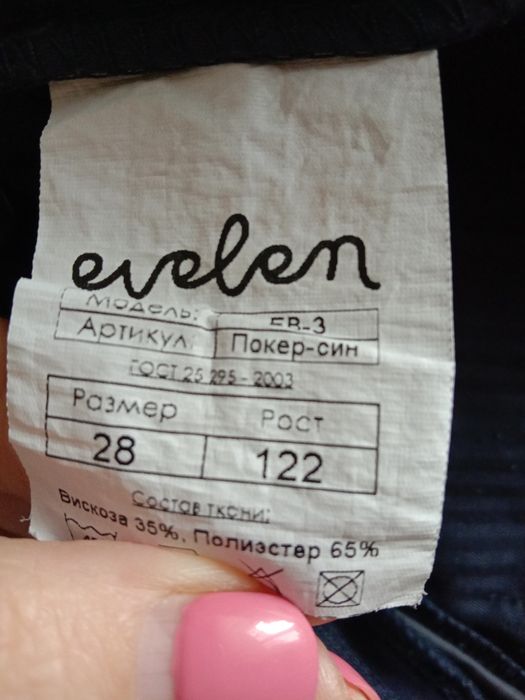 evelen
Модель: ЕВ-3
Артикул: Покер-син
ГОСТ 25 295 - 2003
Размер Рост
28 122
Состав ткани:
Вискоза 35%, Полиэстер 65%